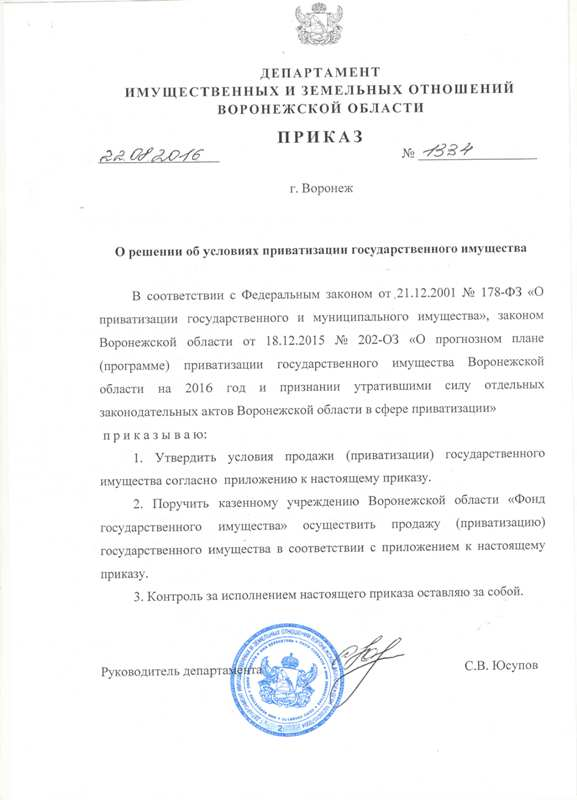 ДЕПАРТАМЕНТ
ИМУЩЕСТВЕННЫХ И ЗЕМЕЛЬНЫХ ОТНОШЕНИЙ
ВОРОНЕЖСКОЙ ОБЛАСТИ
ПРИКАЗ
22.08.2016 № 1334
г. Воронеж
О решении об условиях приватизации государственного имущества
В соответствии с Федеральным законом от 21.12.2001 № 178-ФЗ «О
приватизации государственного и муниципального имущества», законом
Воронежской области от 18.12.2015 № 202-ОЗ «О прогнозном плане
(программе) приватизации государственного имущества Воронежской
области на 2016 год и признании утратившими силу отдельных
законодательных актов Воронежской области в сфере приватизации»
п р и к а з ы в а ю:
1. Утвердить условия продажи (приватизации) государственного
имущества согласно приложению к настоящему приказу.
2. Поручить казенному учреждению Воронежской области «Фонд
государственного имущества» осуществить продажу (приватизацию)
государственного имущества в соответствии с приложением к настоящему
приказу.
3. Контроль за исполнением настоящего приказа оставляю за собой.
Руководитель департамента С.В. Юсупов